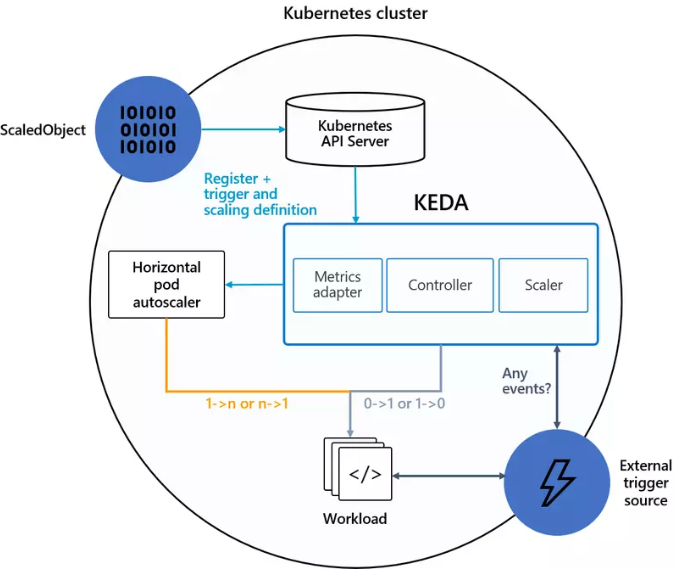 Kubernetes cluster
101010
010101
101010
ScaledObject
Kubernetes
API Server
Register +
trigger and
scaling definition
KEDA
Horizontal
pod
autoscaler
Metrics
adapter
Controller
Scaler
Any
events?
1->n or n->1
0->1 or 1->0
</>
Workload
External
trigger
source